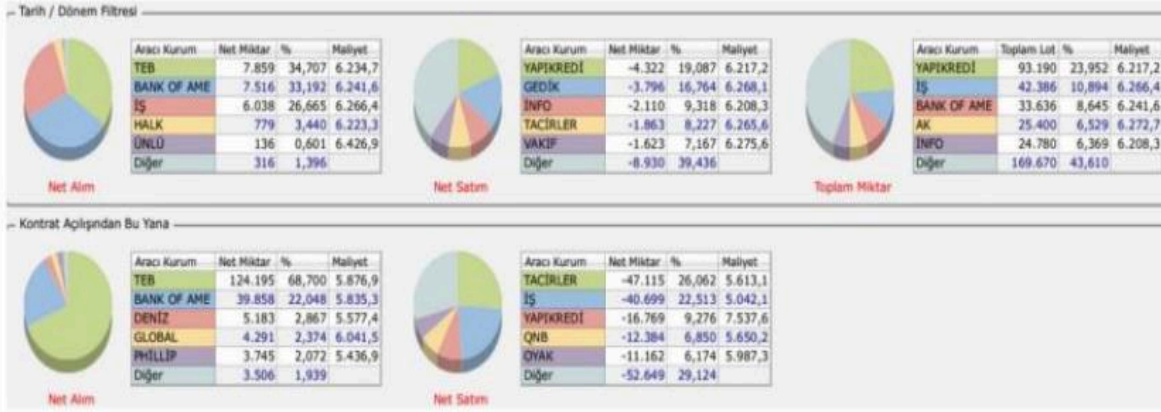 Tarih / Dönem Filtresi
Aracı Kurum Net Miktar % Maliyet
TEB 7.859 34,707 6.234,7
BANK OF AME 7.516 33,192 6.241,6
İŞ 6.038 26,665 6.266,4
HALK 779 3,440 6.223,3
ÜNLÜ 136 0,601 6.426,9
Diğer 316 1,396
Net Alım
Aracı Kurum Net Miktar % Maliyet
YAPIKREDİ -4.322 19,087 6.217,2
GEDİK -3.796 16,764 6.268,1
İNFO -2.110 9,318 6.208,3
TACİRLER -1.863 8,227 6.265,6
VAKIF -1.623 7,167 6.275,6
Diğer -8.930 39,436
Net Satım
Aracı Kurum Toplam Lot % Maliyet
YAPIKREDİ 93.190 23,952 6.217,2
İŞ 42.386 10,894 6.266,4
BANK OF AME 33.636 8,645 6.241,6
AK 25.400 6,529 6.272,7
İNFO 24.780 6,369 6.208,3
Diğer 169.670 43,610
Toplam Miktar
Kontrat Açılışından Bu Yana
Aracı Kurum Net Miktar % Maliyet
TEB 124.195 68,700 5.876,9
BANK OF AME 39.858 22,048 5.835,3
DENİZ 5.183 2,867 5.577,4
GLOBAL 4.291 2,374 6.041,5
PHILLIP 3.745 2,072 5.436,9
Diğer 3.506 1,939
Net Alım
Aracı Kurum Net Miktar % Maliyet
TACİRLER -47.115 26,062 5.613,1
İŞ -40.699 22,513 5.042,1
YAPIKREDİ -16.769 9,276 7.537,6
QNB -12.384 6,850 5.650,2
OYAK -11.162 6,174 5.987,3
Diğer -52.649 29,124
Net Satım